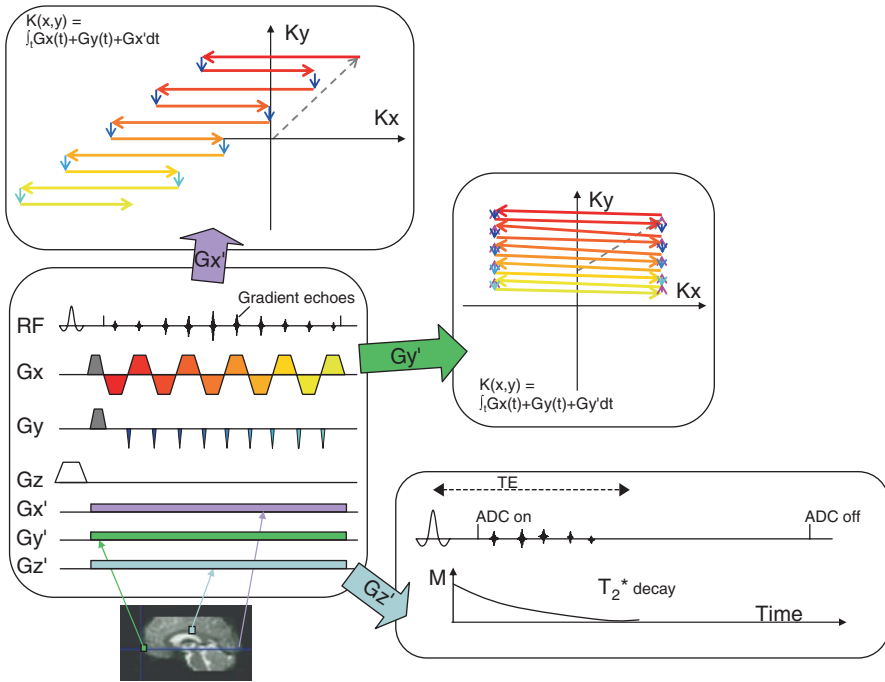 K(x,y) =
∫ₜGx(t)+Gy(t)+Gx'dt
Ky
Kx
Gx'
Gradient echoes
RF
Gx
Gy
Gz
Gx'
Gy'
Gz'
Gy'
Ky
Kx
K(x,y) =
∫ₜGx(t)+Gy(t)+Gy'dt
Gz'
TE
ADC on
ADC off
M
T₂* decay
Time